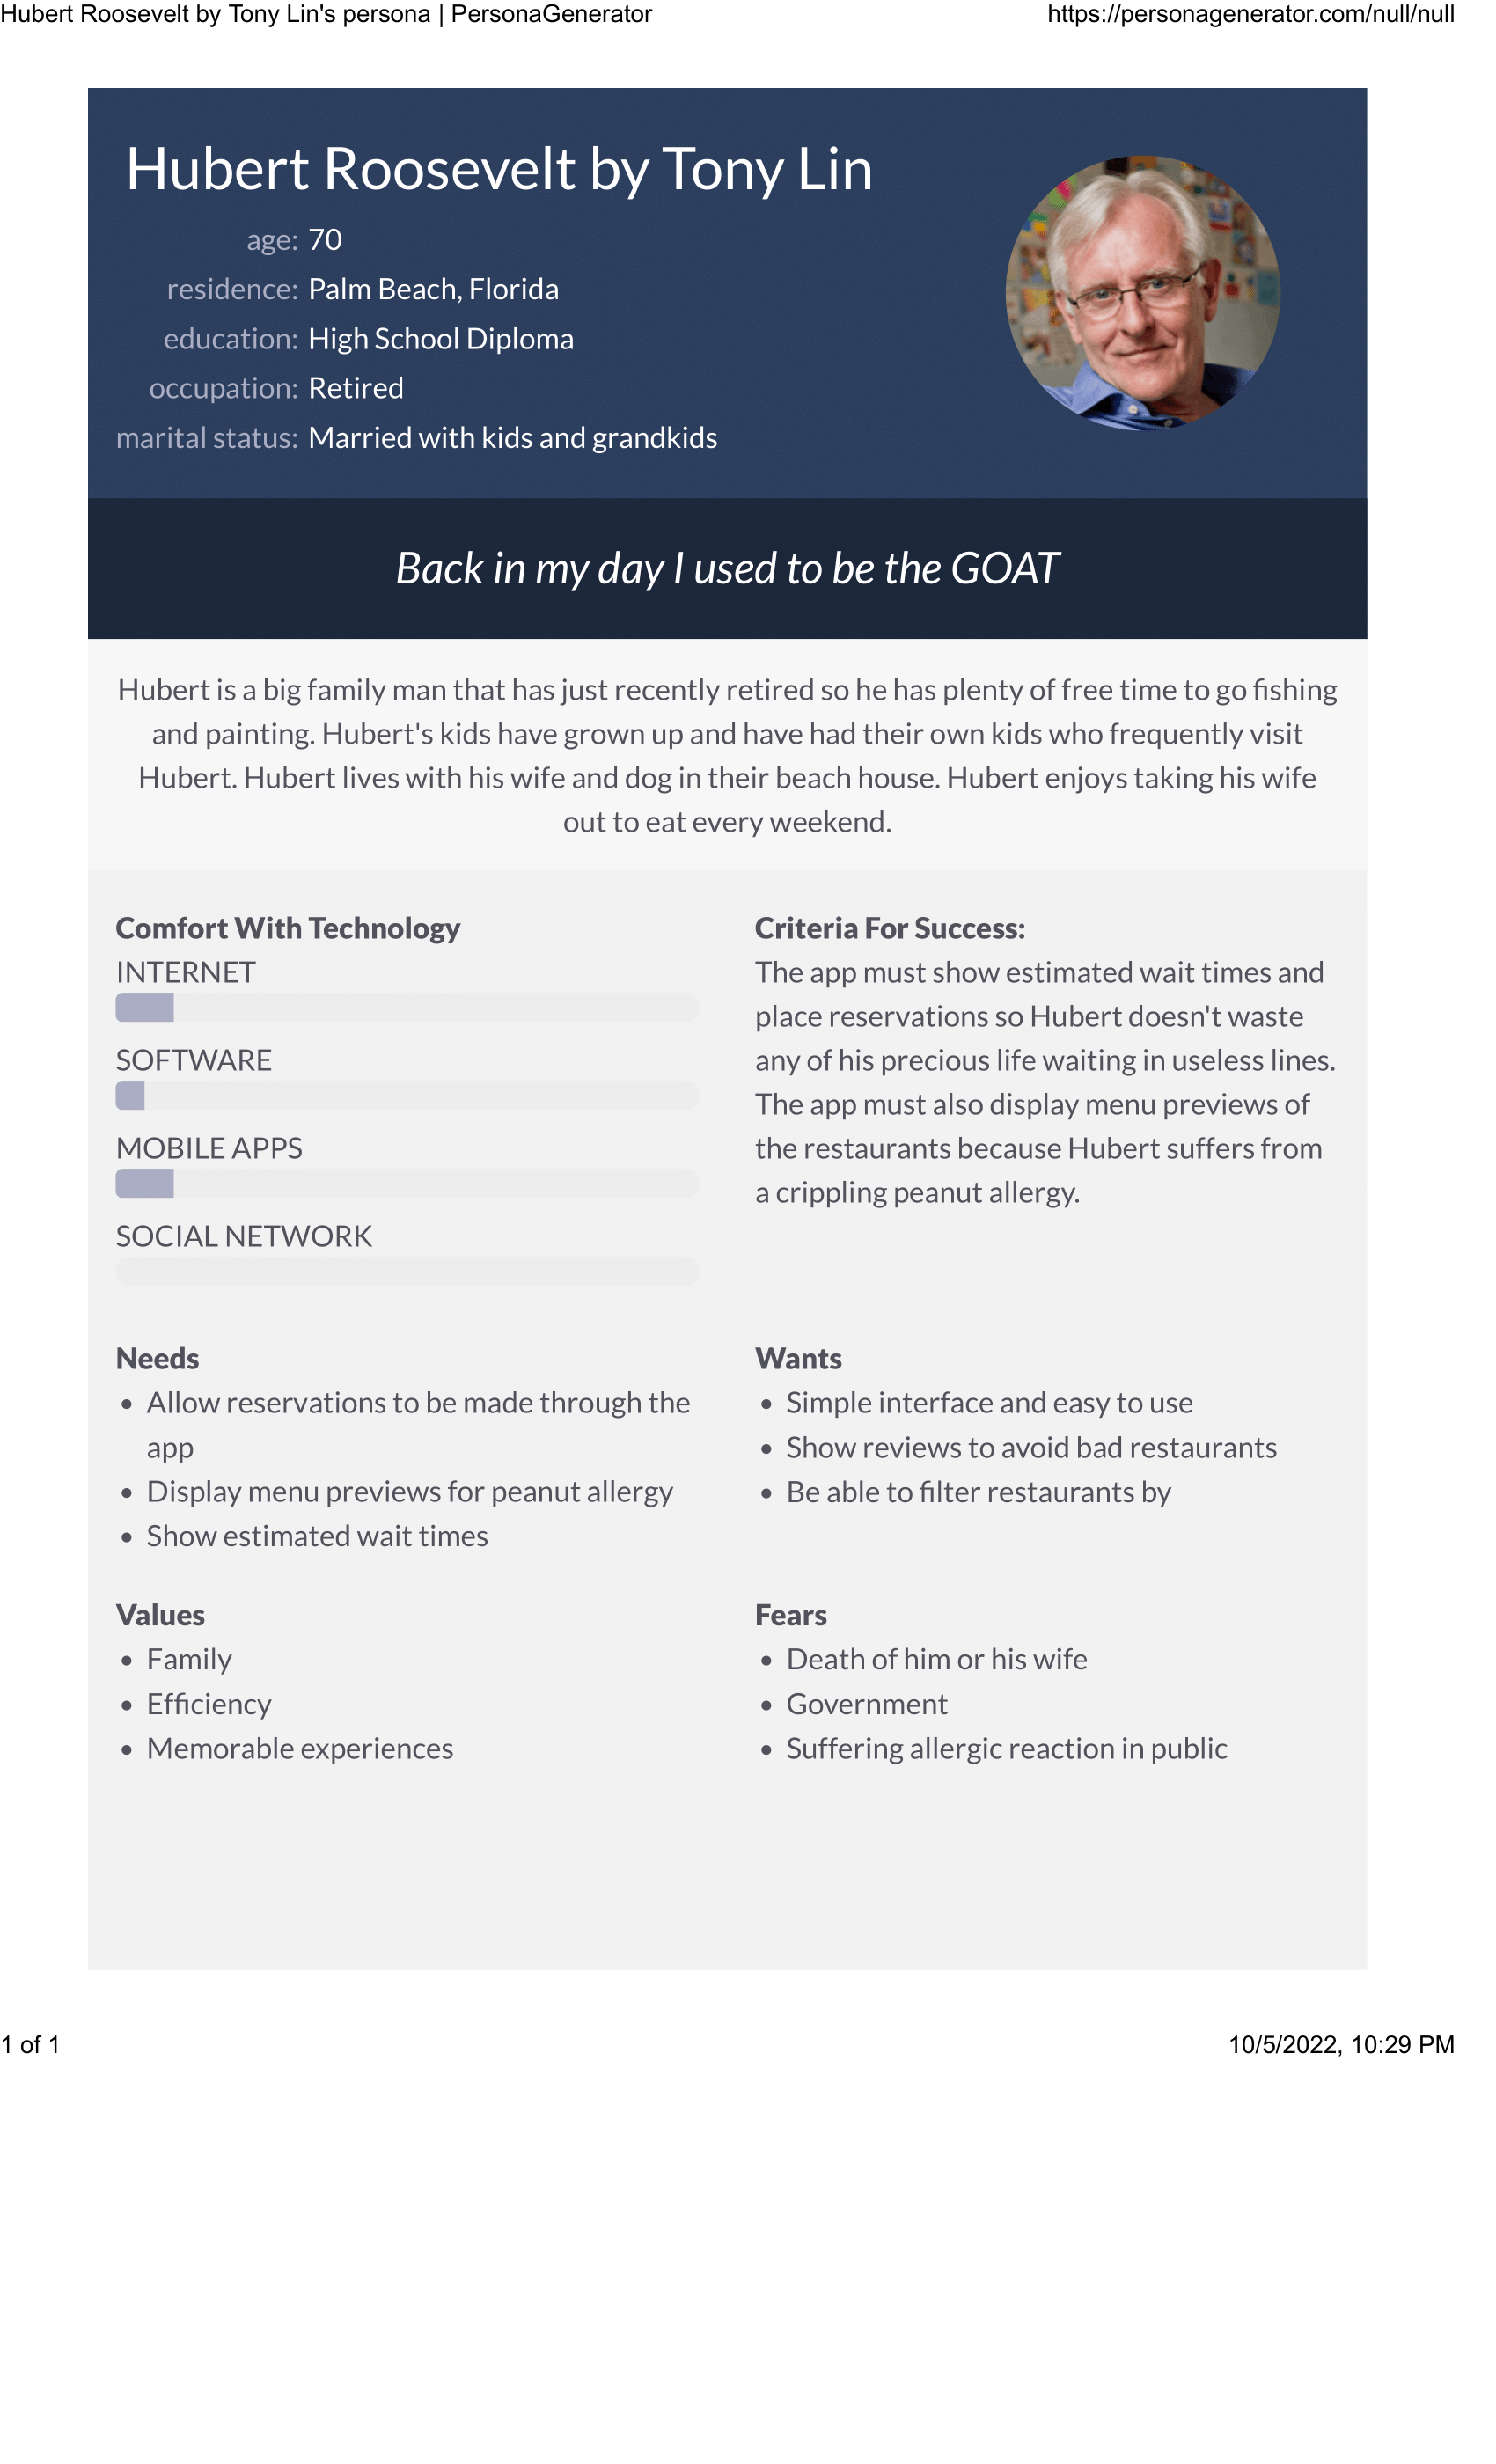 Hubert Roosevelt by Tony Lin's persona | PersonaGenerator https://personagenerator.com/null/null
Hubert Roosevelt by Tony Lin
age: 70
residence: Palm Beach, Florida
education: High School Diploma
occupation: Retired
marital status: Married with kids and grandkids
Back in my day I used to be the GOAT
Hubert is a big family man that has just recently retired so he has plenty of free time to go fishing
and painting. Hubert's kids have grown up and have had their own kids who frequently visit
Hubert. Hubert lives with his wife and dog in their beach house. Hubert enjoys taking his wife
out to eat every weekend.
Comfort With Technology
INTERNET
SOFTWARE
MOBILE APPS
SOCIAL NETWORK
Criteria For Success:
The app must show estimated wait times and
place reservations so Hubert doesn't waste
any of his precious life waiting in useless lines.
The app must also display menu previews of
the restaurants because Hubert suffers from
a crippling peanut allergy.
Needs
• Allow reservations to be made through the
app
• Display menu previews for peanut allergy
• Show estimated wait times
Wants
• Simple interface and easy to use
• Show reviews to avoid bad restaurants
• Be able to filter restaurants by
Values
• Family
• Efficiency
• Memorable experiences
Fears
• Death of him or his wife
• Government
• Suffering allergic reaction in public
1 of 1 10/5/2022, 10:29 PM